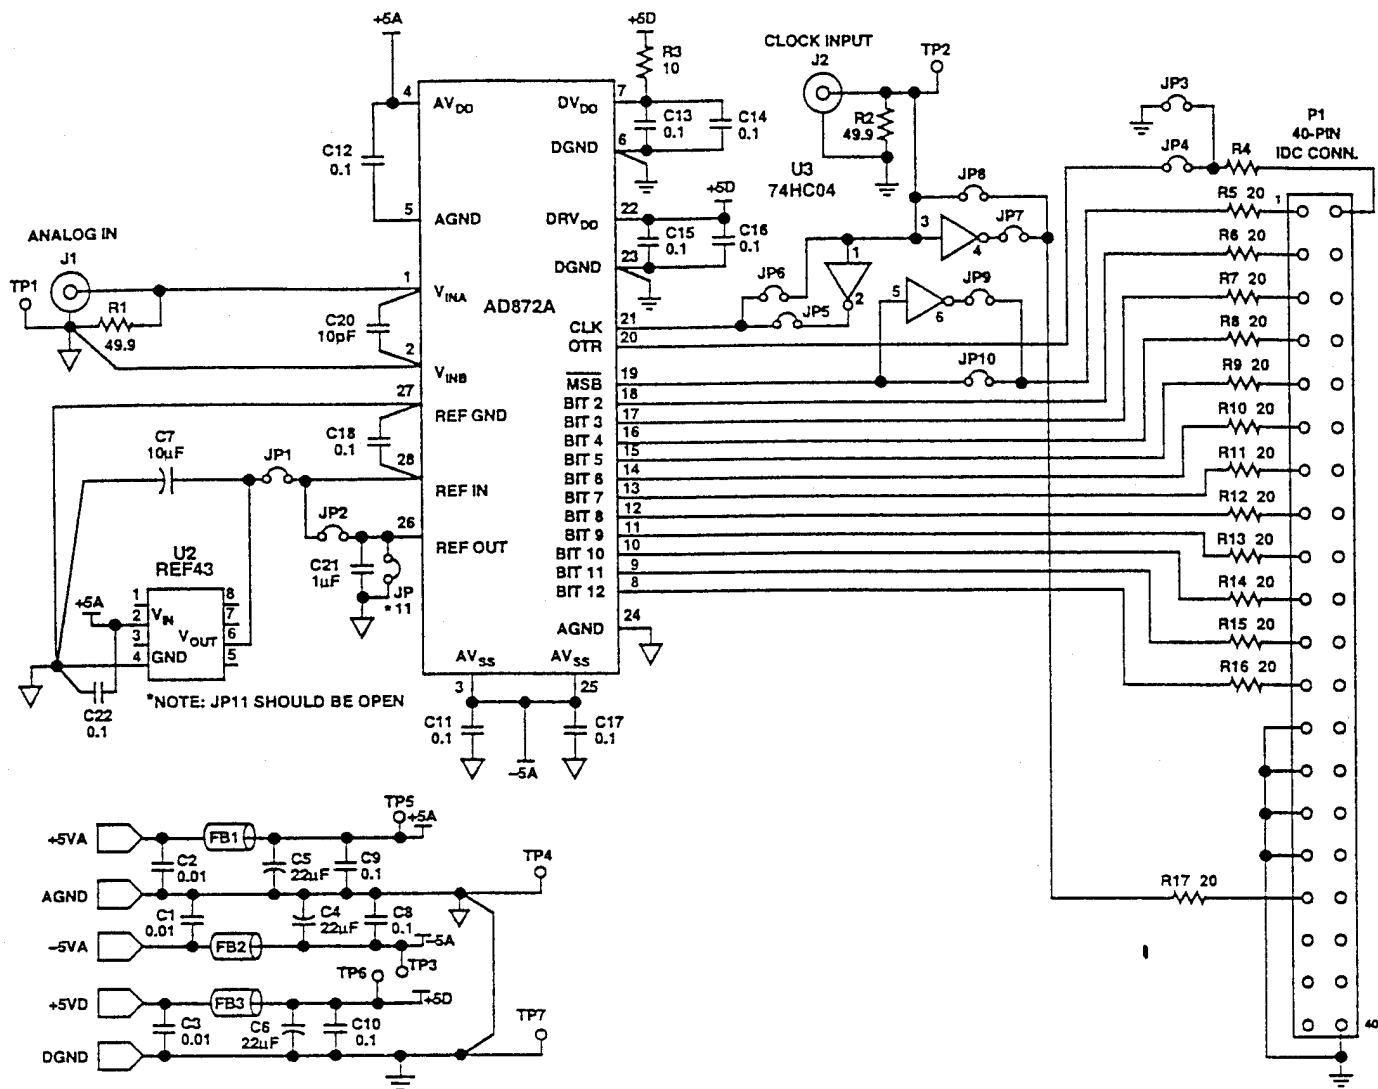 +5A
+5D
R3
10
CLOCK INPUT
J2
TP2
JP3
P1
40-PIN
IDC CONN.
4
AVDD
DVDD
7
C13
0.1
C14
0.1
R2
49.9
JP4
R4
C12
0.1
DGND
6
U3
74HC04
JP8
+5D
5
AGND
DRVDD
22
C15
0.1
C16
0.1
3
4
JP7
R5 20
1
ANALOG IN
J1
TP1
R1
49.9
DGND
23
1
2
R6 20
1
VINA
AD872A
JP6
JP5
5
6
JP9
R7 20
C20
10pF
CLK
21
OTR
20
R8 20
2
VINB
MSB
19
JP10
R9 20
27
REF GND
BIT 2
18
BIT 3
17
R10 20
C7
10µF
C18
0.1
BIT 4
16
BIT 5
15
R11 20
JP1
28
REF IN
BIT 6
14
BIT 7
13
R12 20
JP2
26
REF OUT
BIT 8
12
BIT 9
11
R13 20
U2
REF43
C21
1µF
JP
*11
BIT 10
10
BIT 11
9
BIT 12
8
R14 20
+5A
1
2
3
4
VIN
VOUT
GND
8
7
6
5
AGND
24
R15 20
AVSS
AVSS
R16 20
3
25
C22
0.1
*NOTE: JP11 SHOULD BE OPEN
C11
0.1
C17
0.1
–5A
+5VA
FB1
TP5
+5A
C2
0.01
C5
22µF
C9
0.1
TP4
AGND
C1
0.01
C4
22µF
C8
0.1
R17 20
–5VA
FB2
–5A
TP3
TP6
+5VD
FB3
+5D
C3
0.01
C6
22µF
C10
0.1
TP7
40
DGND